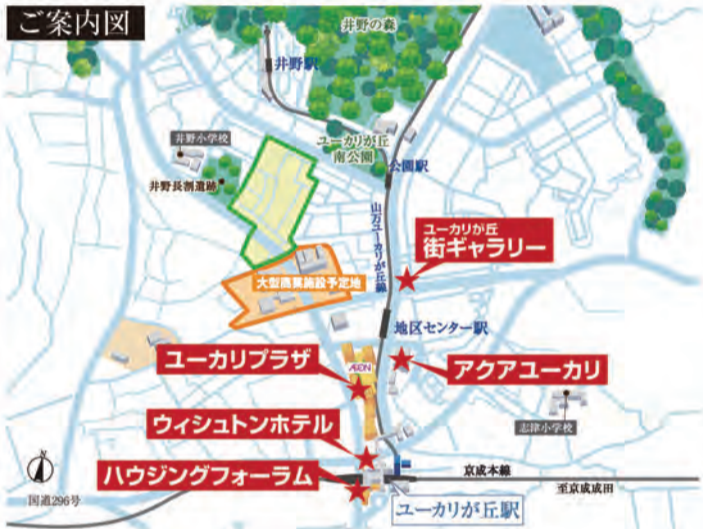 ご案内図
井野の森
井野駅
井野小学校
ユーカリが丘
南公園
公園駅
井野長割遺跡
山万ユーカリが丘線
ユーカリが丘
街ギャラリー
大型商業施設予定地
地区センター駅
ユーカリプラザ
AEON
アクアユーカリ
ウィシュトンホテル
志津小学校
ハウジングフォーラム
N
京成本線
国道296号
至京成成田
ユーカリが丘駅